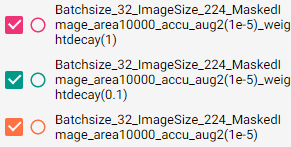 Batchsize_32_ImageSize_224_MaskedI
mage_area10000_accu_aug2(1e-5)_weig
htdecay(1)
Batchsize_32_ImageSize_224_MaskedI
mage_area10000_accu_aug2(1e-5)_weig
htdecay(0.1)
Batchsize_32_ImageSize_224_MaskedI
mage_area10000_accu_aug2(1e-5)